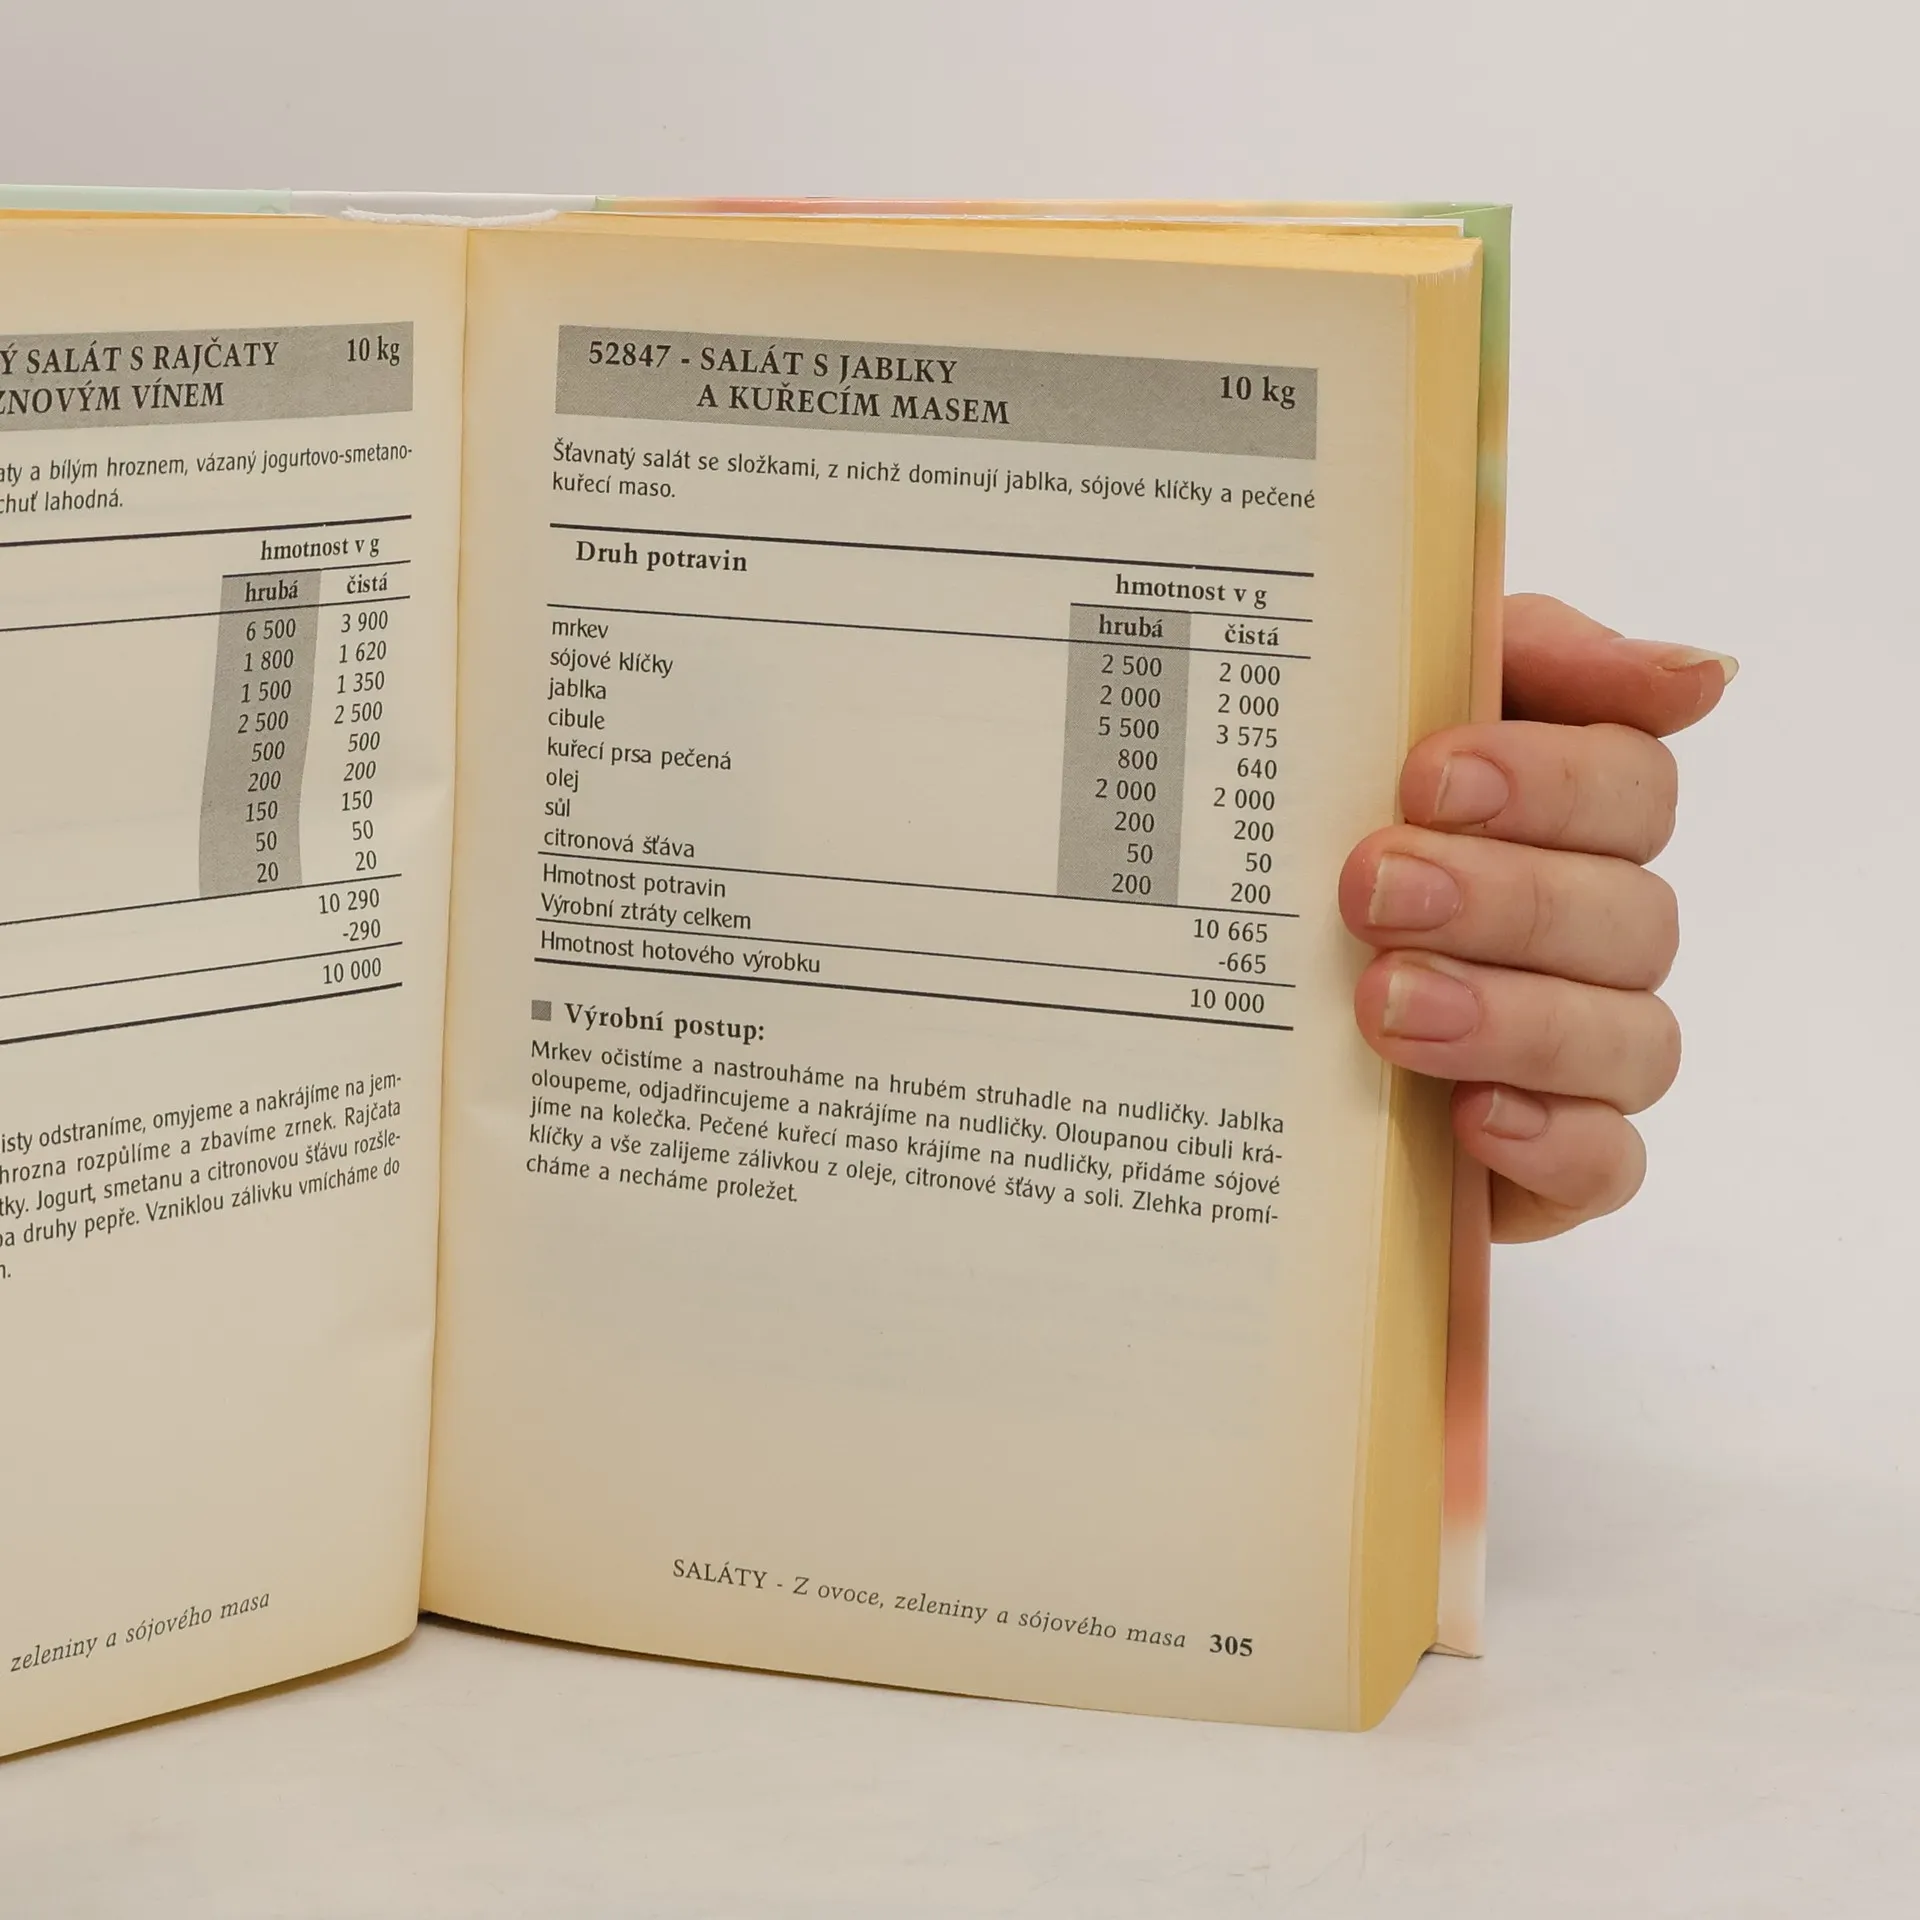 Ý SALÁT S RAJČATY 10 kg
ZNOVÝM VÍNEM
aty a bílým hroznem, vázaný jogurtovo-smetano-
chuť lahodná.
hmotnost v g
hrubá čistá
6 500 3 900
1 800 1 620
1 500 1 350
2 500 2 500
500 500
200 200
150 150
50 50
20 20
10 290
-290
10 000
isty odstraníme, omyjeme a nakrájíme na jem-
hrozna rozpůlíme a zbavíme zrnek. Rajčata
tky. Jogurt, smetanu a citronovou šťávu rozšle-
ba druhy pepře. Vzniklou zálivku vmícháme do
zeleniny a sójového masa
52847 - SALÁT S JABLKY 10 kg
A KUŘECÍM MASEM
Šťavnatý salát se složkami, z nichž dominují jablka, sójové klíčky a pečené
kuřecí maso.
Druh potravin hmotnost v g
hrubá čistá
mrkev 2 500 2 000
sójové klíčky 2 000 2 000
jablka 5 500 3 575
cibule 800 640
kuřecí prsa pečená 2 000 2 000
olej 200 200
sůl 50 50
citronová šťáva 200 200
Hmotnost potravin 10 665
Výrobní ztráty celkem -665
Hmotnost hotového výrobku 10 000
Výrobní postup:
Mrkev očistíme a nastrouháme na hrubém struhadle na nudličky. Jablka
oloupeme, odjadřincujeme a nakrájíme na nudličky. Oloupanou cibuli krá-
jíme na kolečka. Pečené kuřecí maso krájíme na nudličky, přidáme sójové
klíčky a vše zalijeme zálivkou z oleje, citronové šťávy a soli. Zlehka promí-
cháme a necháme proležet.
SALÁTY - Z ovoce, zeleniny a sójového masa 305